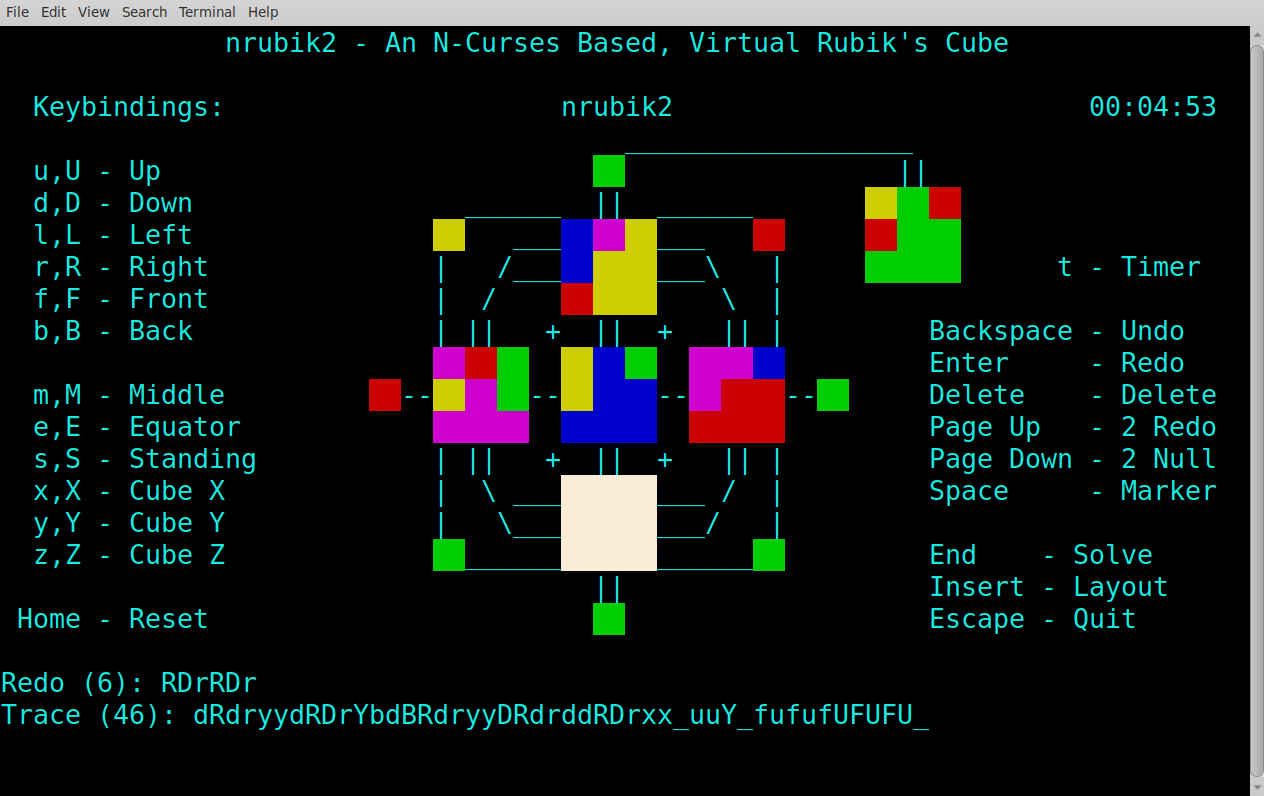 File Edit View Search Terminal Help
nrubik2 - An N-Curses Based, Virtual Rubik's Cube
Keybindings: nrubik2 00:04:53
u,U - Up
d,D - Down
l,L - Left
r,R - Right t - Timer
f,F - Front
b,B - Back Backspace - Undo
Enter - Redo
m,M - Middle Delete - Delete
e,E - Equator Page Up - 2 Redo
s,S - Standing Page Down - 2 Null
x,X - Cube X Space - Marker
y,Y - Cube Y
z,Z - Cube Z End - Solve
Insert - Layout
Home - Reset Escape - Quit
Redo (6): RDrRDr
Trace (46): dRdryydRDrYbdBRdryyDRdrddRDrxx_uuY_fufufUFUFU_